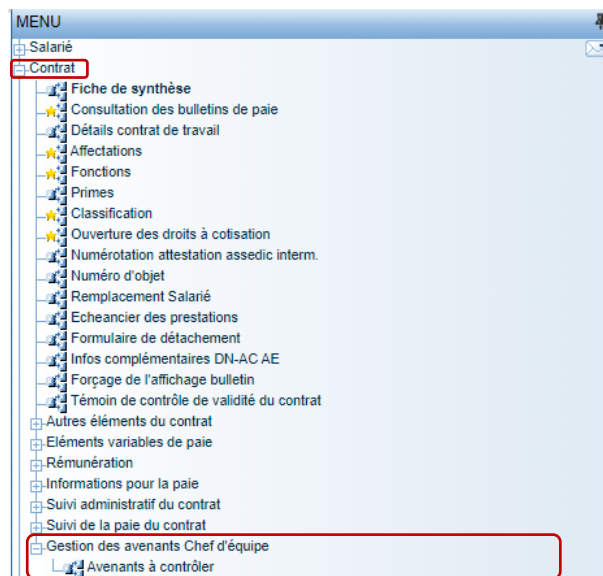 MENU
Salarié
Contrat
Fiche de synthèse
Consultation des bulletins de paie
Détails contrat de travail
Affectations
Fonctions
Primes
Classification
Ouverture des droits à cotisation
Numérotation attestation assedic interm.
Numéro d'objet
Remplacement Salarié
Echeancier des prestations
Formulaire de détachement
Infos complémentaires DN-AC AE
Forçage de l'affichage bulletin
Témoin de contrôle de validité du contrat
Autres éléments du contrat
Eléments variables de paie
Rémunération
Informations pour la paie
Suivi administratif du contrat
Suivi de la paie du contrat
Gestion des avenants Chef d'équipe
Avenants à contrôler